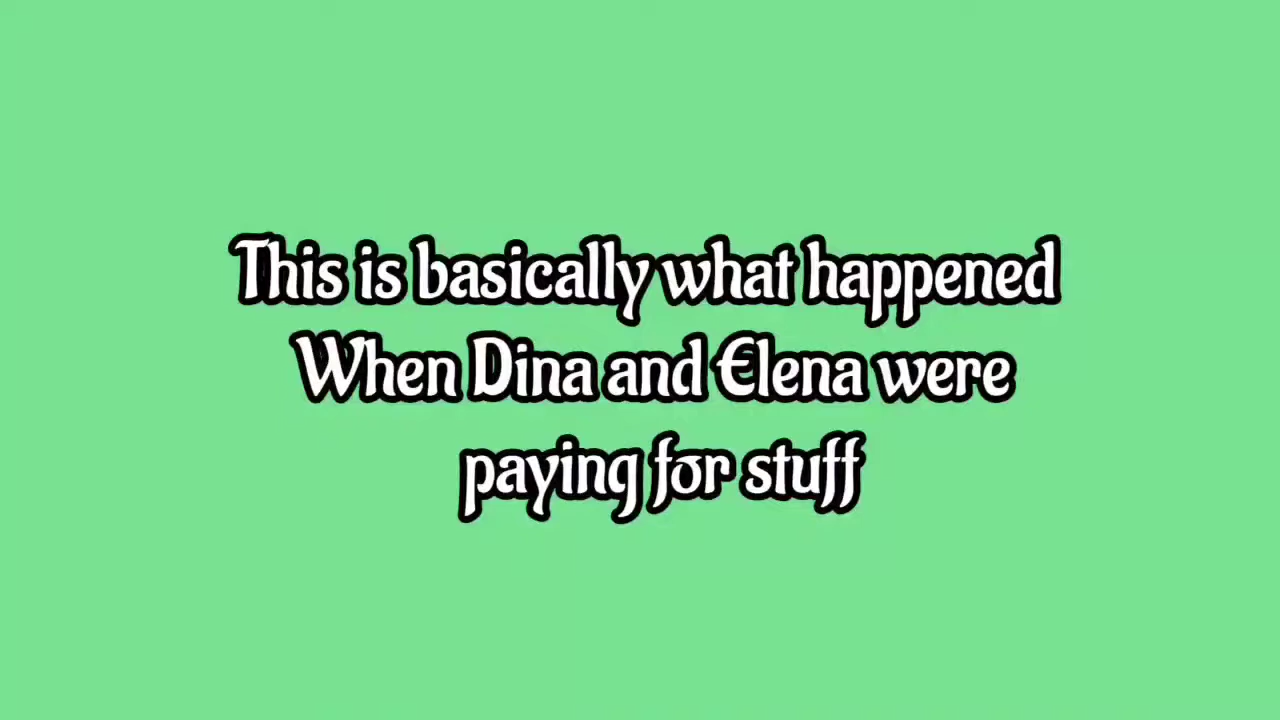 This is basically what happened
When Dina and Elena were
paying for stuff